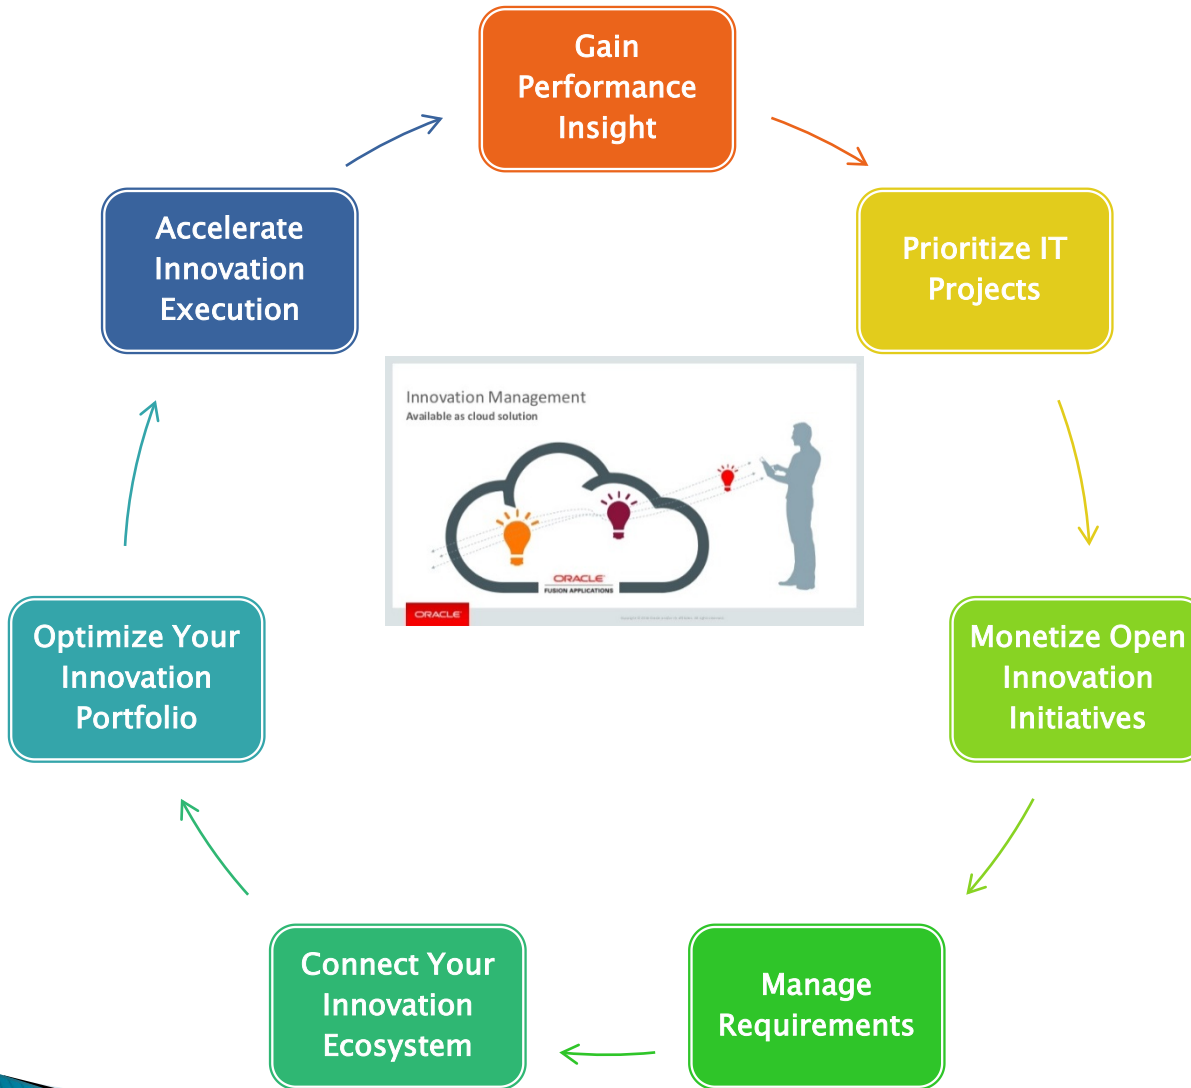 Gain
Performance
Insight
Accelerate
Innovation
Execution
Prioritize IT
Projects
Innovation Management
Available as cloud solution
ORACLE
FUSION APPLICATIONS
ORACLE
Optimize Your
Innovation
Portfolio
Monetize Open
Innovation
Initiatives
Connect Your
Innovation
Ecosystem
Manage
Requirements